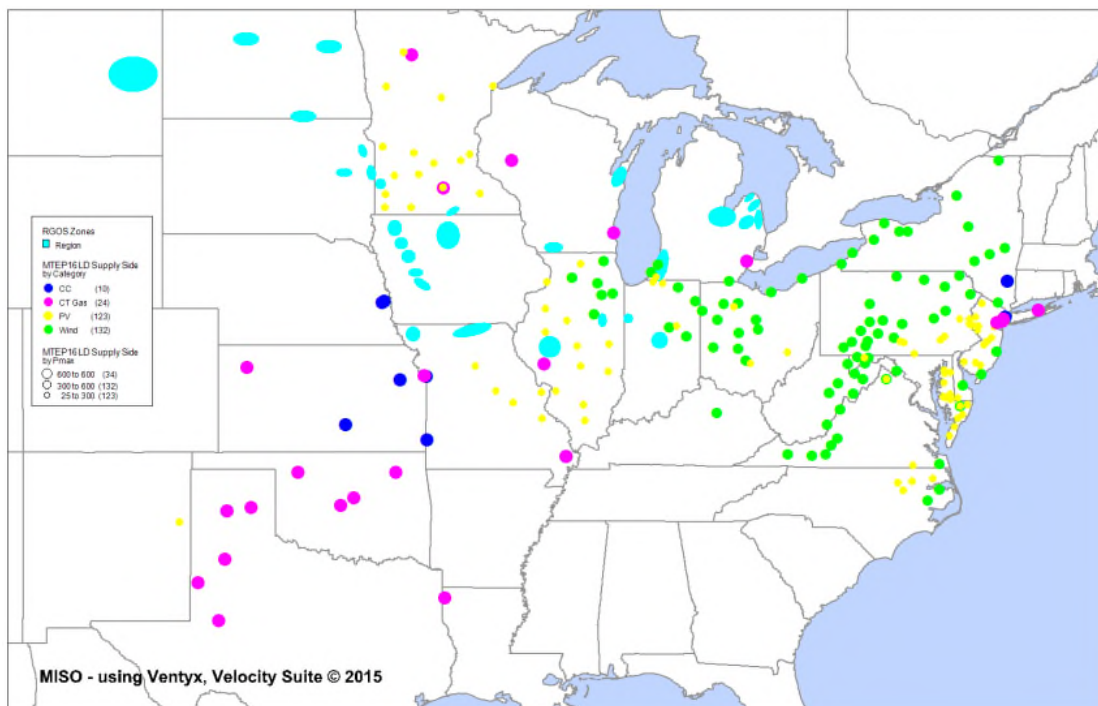 RGOS Zones
Region
MTEP16 LD Supply Side
by Category
CC (10)
CT Gas (24)
PV (123)
Wind (132)
MTEP16 LD Supply Side
by Pmax
600 to 600 (34)
300 to 600 (132)
25 to 300 (123)
MISO - using Ventyx, Velocity Suite © 2015